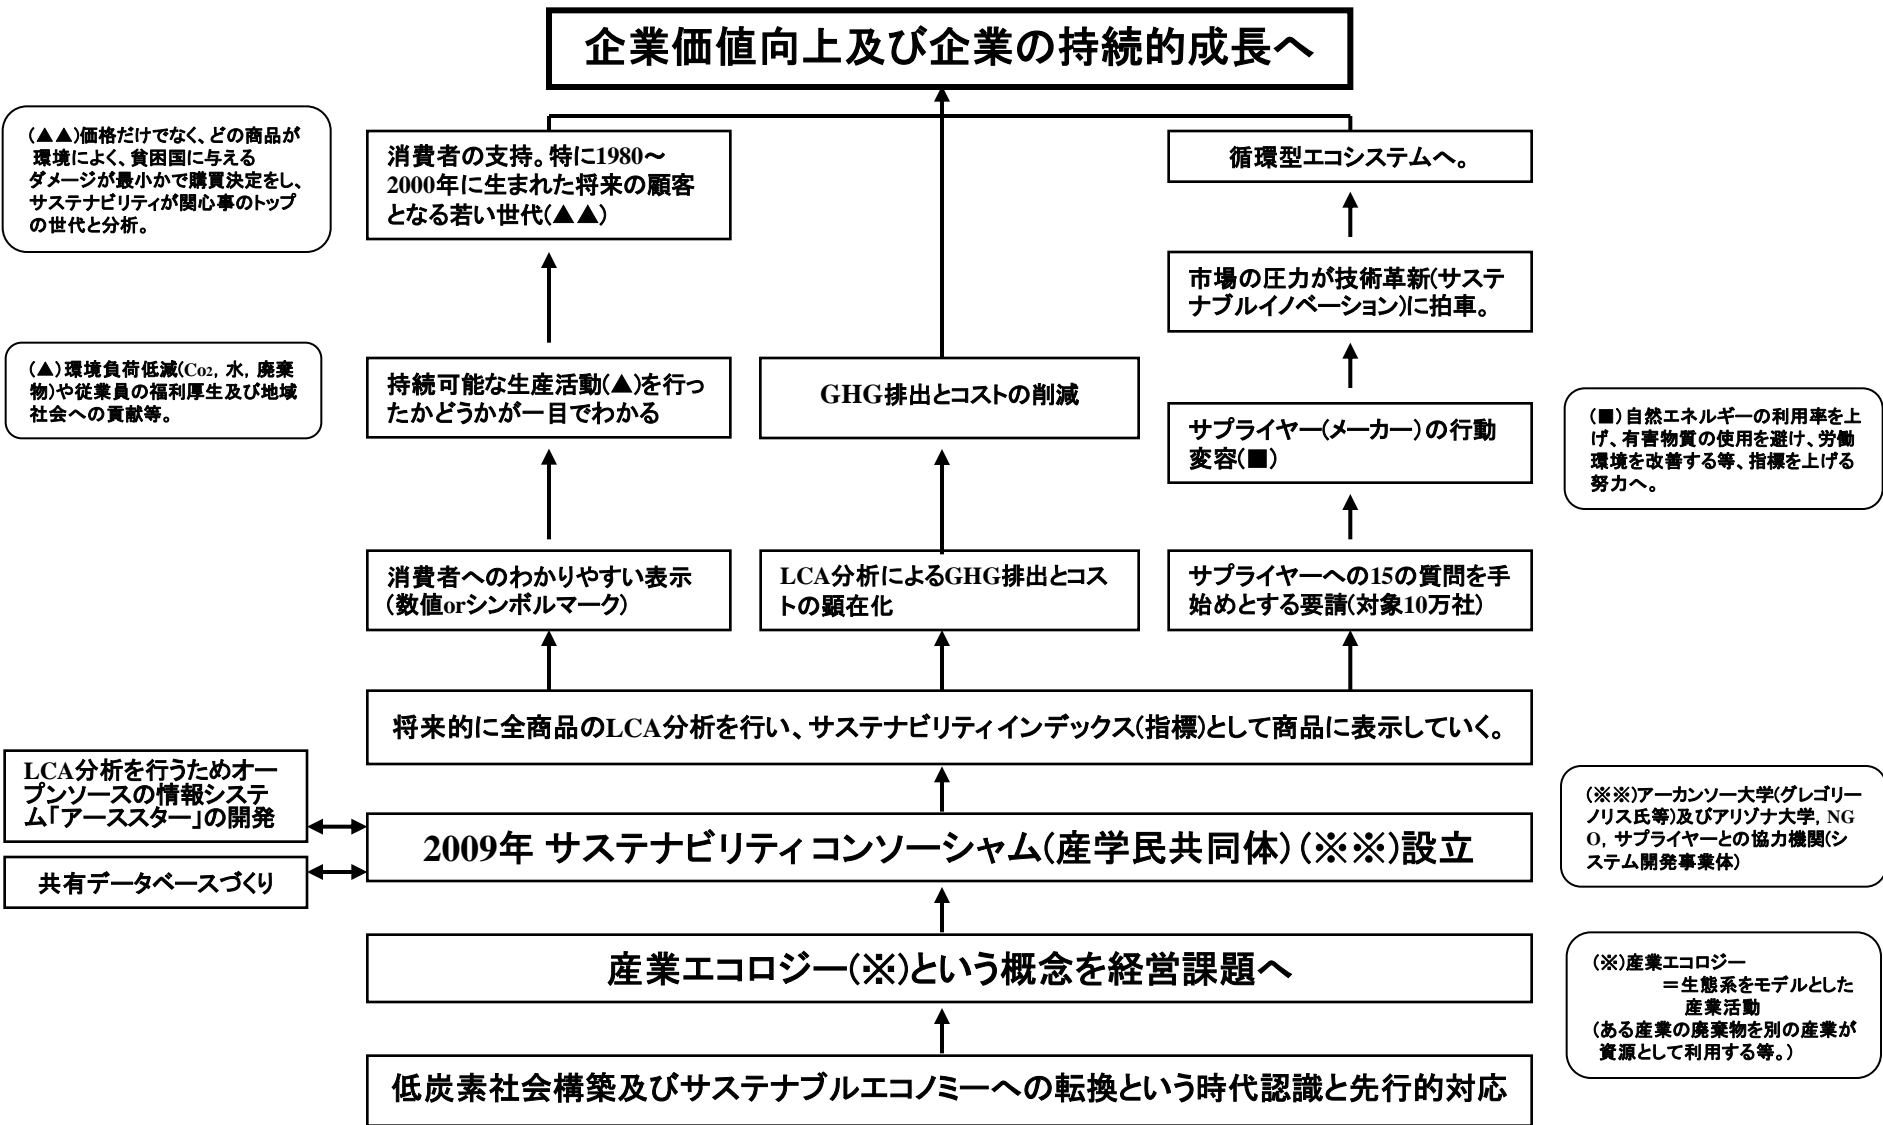 企業価値向上及び企業の持続的成長へ
(▲▲)価格だけでなく、どの商品が
環境によく、貧困国に与える
ダメージが最小かで購買決定をし、
サステナビリティが関心事のトップ
の世代と分析。
消費者の支持。特に1980～
2000年に生まれた将来の顧客
となる若い世代(▲▲)
循環型エコシステムへ。
市場の圧力が技術革新(サステ
ナブルイノベーション)に拍車。
(▲)環境負荷低減(Co2, 水, 廃棄
物)や従業員の福利厚生及び地域
社会への貢献等。
持続可能な生産活動(▲)を行っ
たかどうかが一目でわかる
GHG排出とコストの削減
サプライヤー(メーカー)の行動
変容(■)
(■)自然エネルギーの利用率を上
げ、有害物質の使用を避け、労働
環境を改善する等、指標を上げる
努力へ。
消費者へのわかりやすい表示
(数値orシンボルマーク)
LCA分析によるGHG排出とコス
トの顕在化
サプライヤーへの15の質問を手
始めとする要請(対象10万社)
将来的に全商品のLCA分析を行い、サステナビリティインデックス(指標)として商品に表示していく。
LCA分析を行うためオー
プンソースの情報システ
ム「アーススター」の開発
共有データベースづくり
2009年 サステナビリティコンソーシャム(産学民共同体)(※※)設立
(※※)アーカンソー大学(グレゴリー
ノリス氏等)及びアリゾナ大学, NG
O, サプライヤーとの協力機関(シ
ステム開発事業体)
産業エコロジー(※)という概念を経営課題へ
(※)産業エコロジー
＝生態系をモデルとした
産業活動
(ある産業の廃棄物を別の産業が
資源として利用する等。)
低炭素社会構築及びサステナブルエコノミーへの転換という時代認識と先行的対応